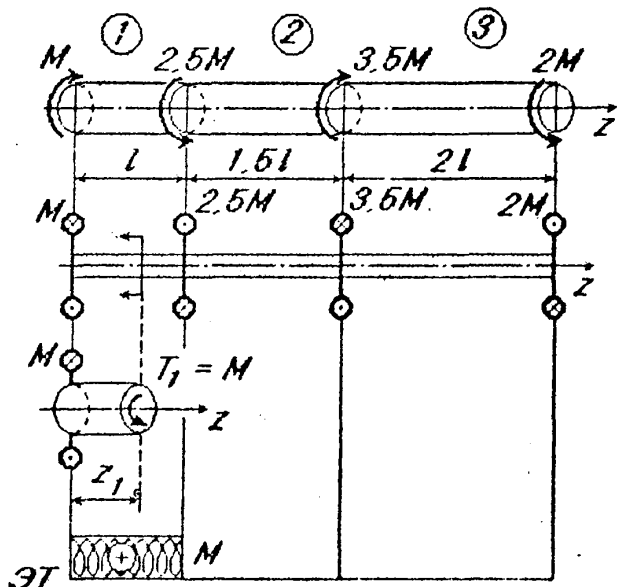 1 2 3
M 2,5M 3,5M 2M
z
l 1,5l 2l
M 2,5M 3,5M. 2M
z
M T₁ = M
z
z₁
+ M
ЭТ